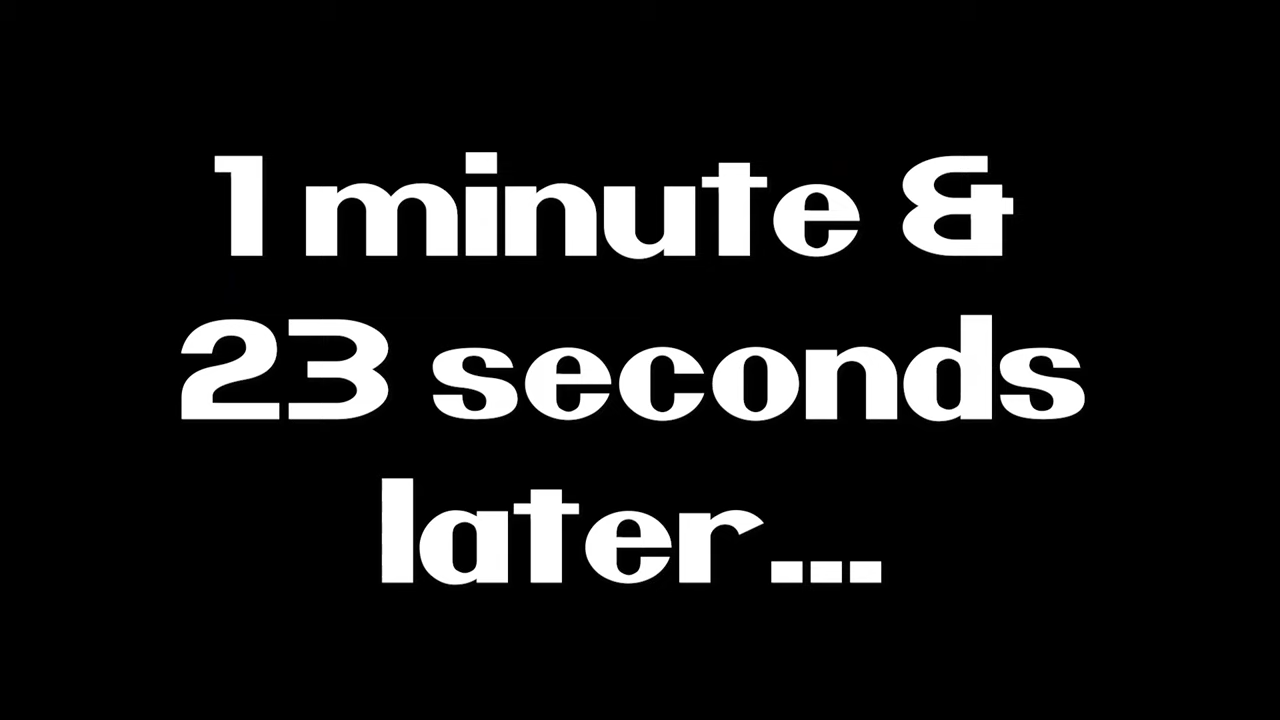 1 minute &
23 seconds
later...